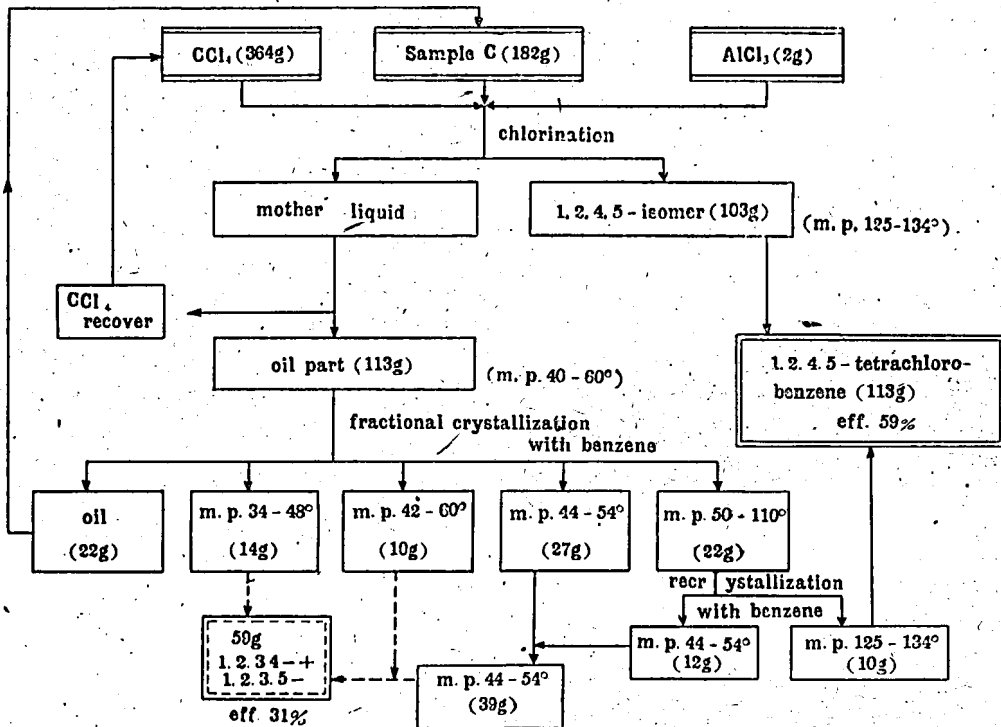 CCl₄ (364g)
Sample C (182g)
AlCl₃ (2g)
chlorination
mother liquid
1. 2. 4. 5 - isomer (103g)
(m. p. 125-134°)
CCl₄
recover
oil part (113g)
(m. p. 40 - 60°)
1. 2. 4. 5 - tetrachloro-
benzene (113g)
eff. 59%
fractional crystallization
with benzene
oil
(22g)
m. p. 34 - 48°
(14g)
m. p. 42 - 60°
(10g)
m. p. 44 - 54°
(27g)
m. p. 50 - 110°
(22g)
recr ystallization
with benzene
59g
1. 2. 3 4 - +
1. 2. 3. 5 -
eff 31%
m. p. 44 - 54°
(39g)
m. p. 44 - 54°
(12g)
m. p. 125 - 134°
(10g)